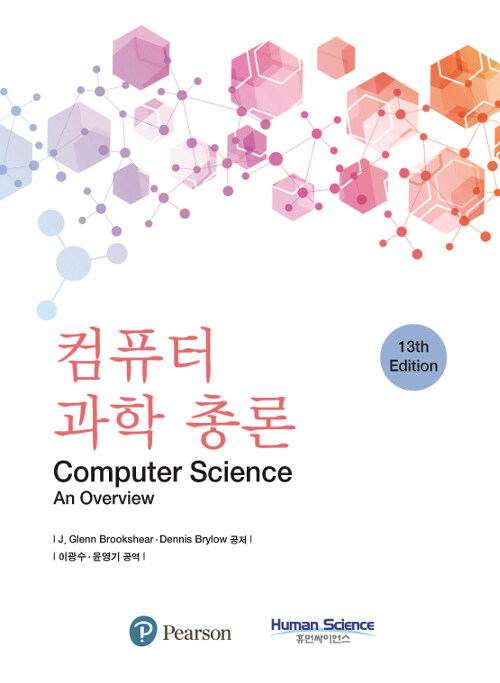 컴퓨터
과학 총론
13th
Edition
Computer Science
An Overview
| J. Glenn Brookshear · Dennis Brylow 공저 |
| 이광수 · 윤영기 공역 |
Pearson
Human Science
휴먼싸이언스